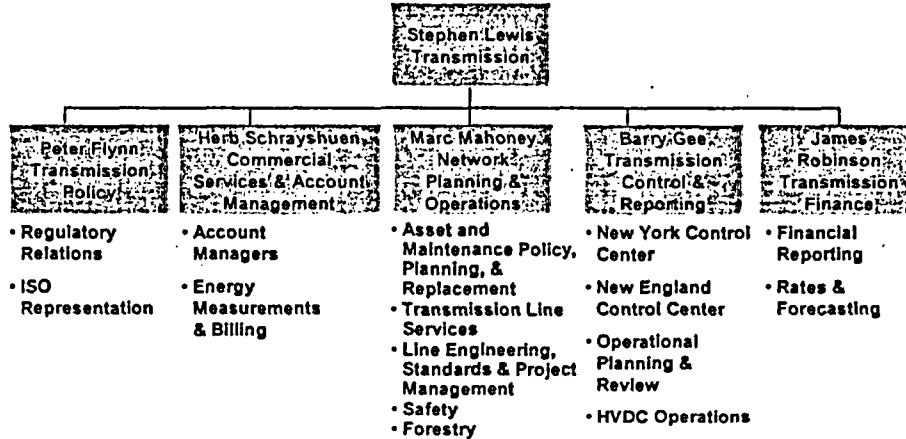 Stephen Lewis
Transmission
Peter Flynn
Transmission
Policy
• Regulatory
Relations
• ISO
Representation
Herb Schrayshuen
Commercial
Services & Account
Management
• Account
Managers
• Energy
Measurements
& Billing
Marc Mahoney
Network
Planning &
Operations
• Asset and
Maintenance Policy,
Planning, &
Replacement
• Transmission Line
Services
• Line Engineering,
Standards & Project
Management
• Safety
• Forestry
Barry Gee
Transmission
Control &
Reporting
• New York Control
Center
• New England
Control Center
• Operational
Planning &
Review
• HVDC Operations
James
Robinson
Transmission
Finance
• Financial
Reporting
• Rates &
Forecasting